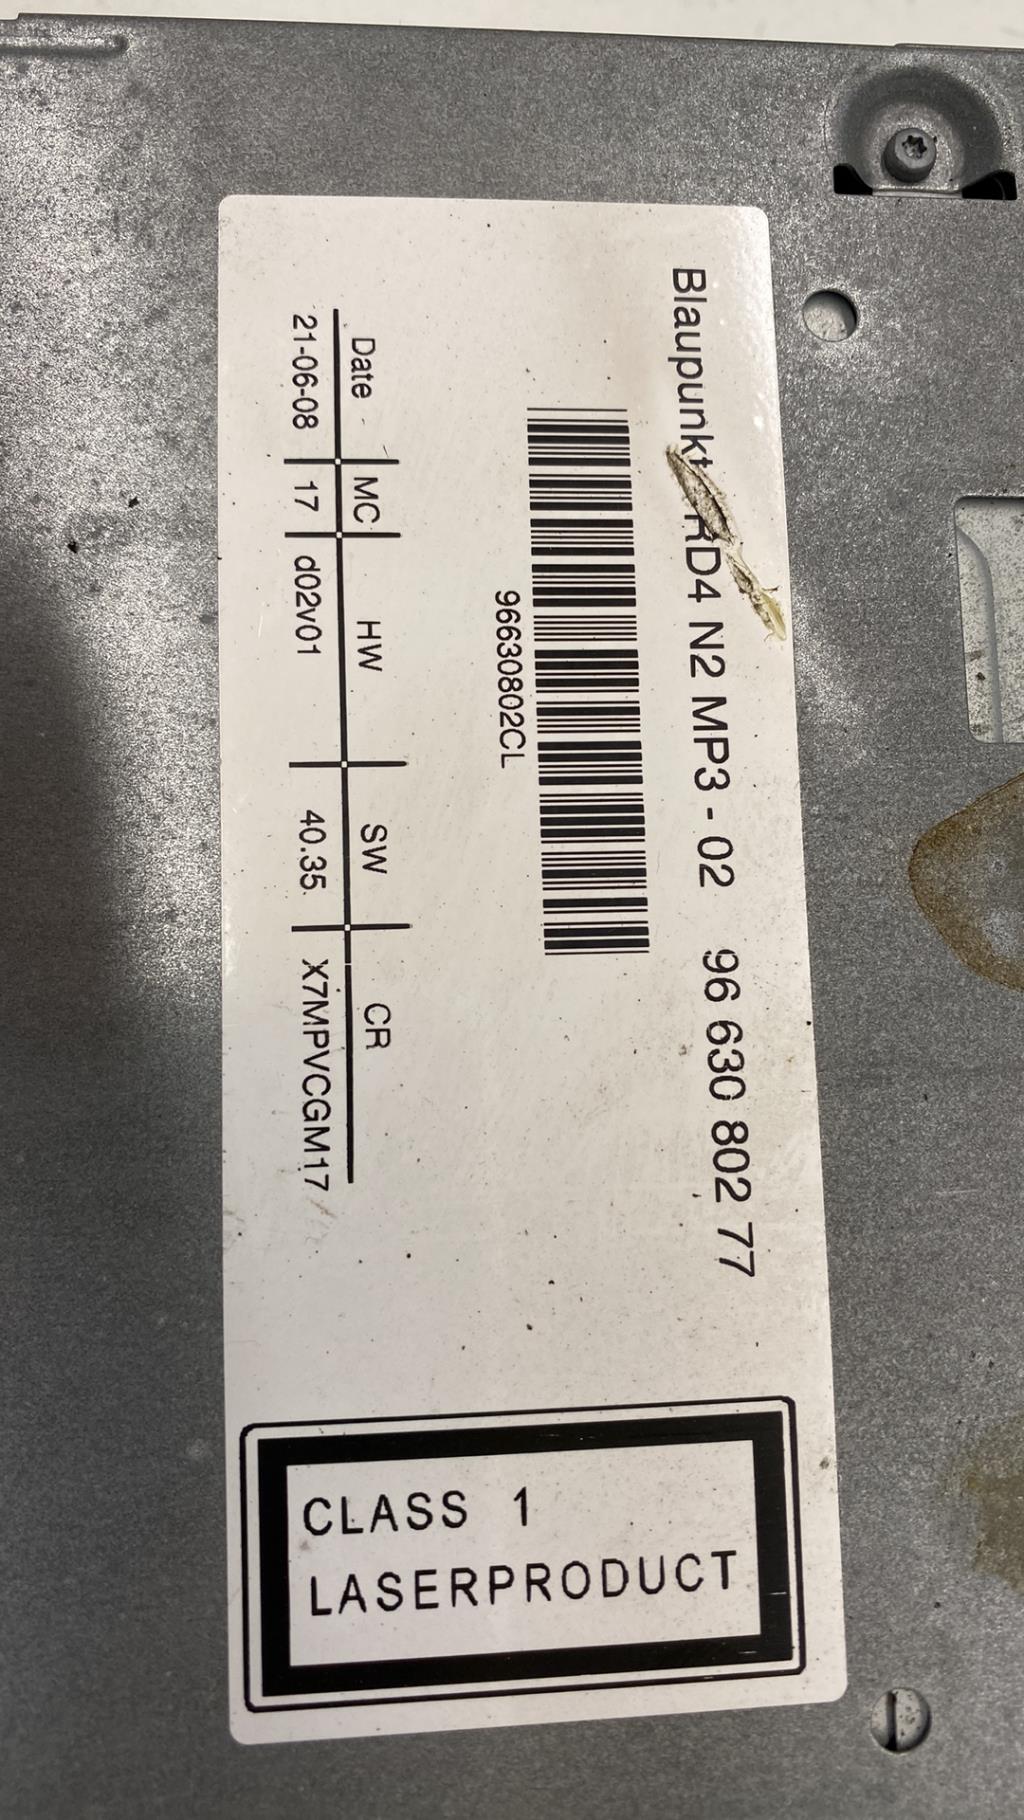 Blaupunkt RD4 N2 MP3 - 02 96 630 802 77
96630802CL
Date MC HW SW CR
21-06-08 17 d02v01 40.35 X7MPVCGM17
CLASS 1
LASERPRODUCT